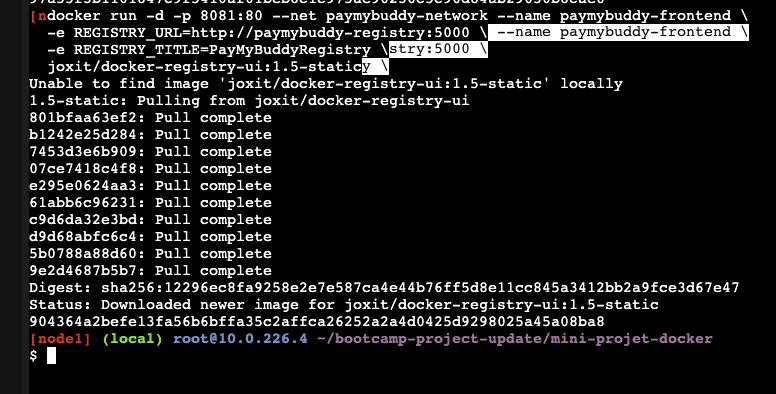 [ndocker run -d -p 8081:80 --net paymybuddy-network --name paymybuddy-frontend \
-e REGISTRY_URL=http://paymybuddy-registry:5000 \ --name paymybuddy-frontend \
-e REGISTRY_TITLE=PayMyBuddyRegistry \stry:5000 \
joxit/docker-registry-ui:1.5-staticy \
Unable to find image 'joxit/docker-registry-ui:1.5-static' locally
1.5-static: Pulling from joxit/docker-registry-ui
801bfaa63ef2: Pull complete
b1242e25d284: Pull complete
7453d3e6b909: Pull complete
07ce7418c4f8: Pull complete
e295e0624aa3: Pull complete
61abb6c96231: Pull complete
c9d6da32e3bd: Pull complete
d9d68abfc6c4: Pull complete
5b0788a88d60: Pull complete
9e2d4687b5b7: Pull complete
Digest: sha256:12296ec8fa9258e2e7e587ca4e44b76ff5d8e11cc845a3412bb2a9fce3d67e47
Status: Downloaded newer image for joxit/docker-registry-ui:1.5-static
904364a2befe13fa56b6bffa35c2affca26252a2a4d0425d9298025a45a08ba8
[node1] (local) root@10.0.226.4 ~/bootcamp-project-update/mini-projet-docker
$